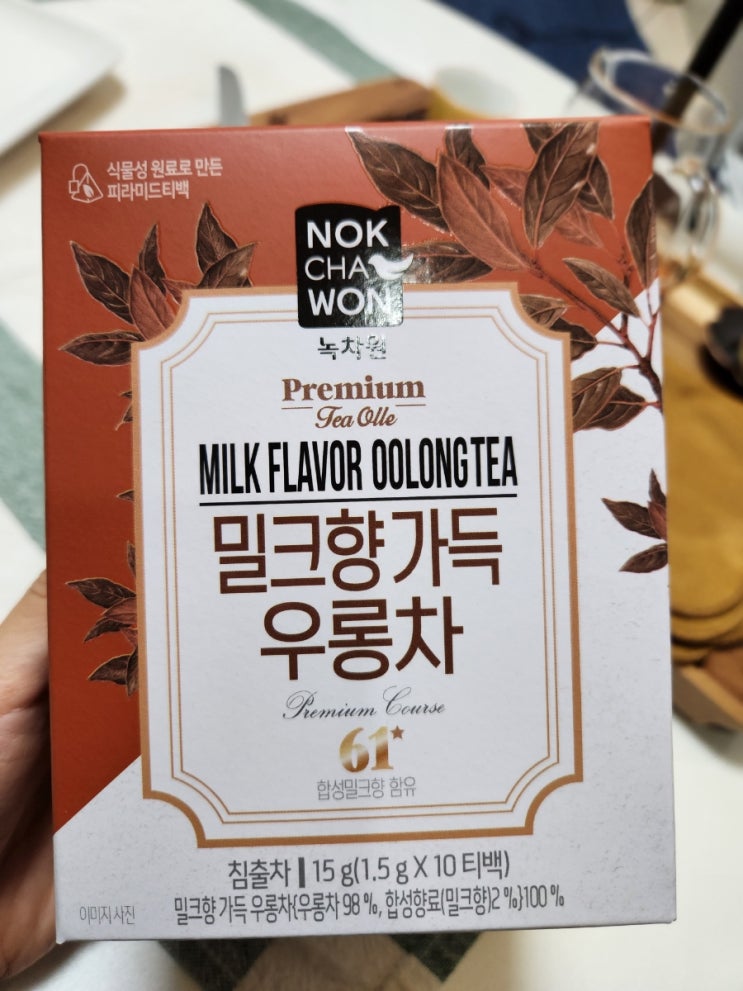 식물성 원료로 만든
피라미드티백
NOK
CHA
WON
녹차원
Premium
Tea Olle
MILK FLAVOR OOLONG TEA
밀크향 가득
우롱차
Premium Course
61
합성밀크향 함유
침출차 | 15 g(1.5 g X 10 티백)
이미지 사진
밀크향 가득 우롱차{우롱차 98 %, 합성향료(밀크향)2 %}100 %